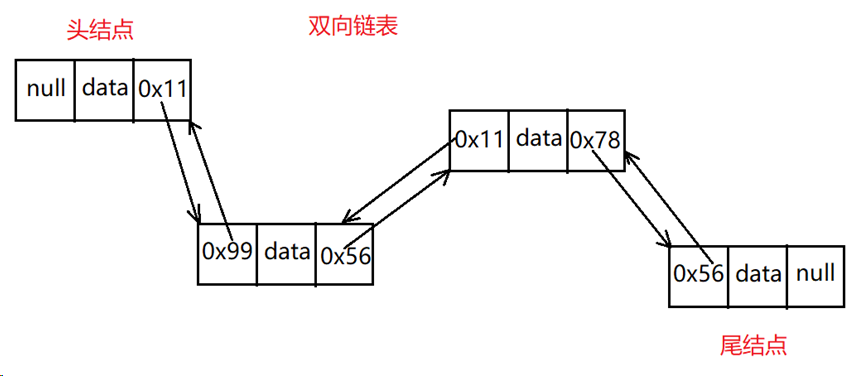 头结点
双向链表
null data 0x11
0x11 data 0x78
0x99 data 0x56
0x56 data null
尾结点